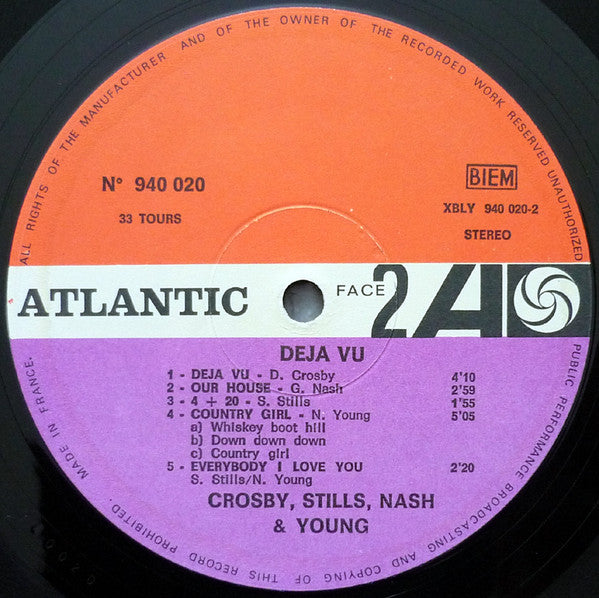 ALL RIGHTS OF THE MANUFACTURER AND OF THE OWNER OF THE RECORDED WORK RESERVED UNAUTHORIZED
PUBLIC PERFORMANCE BROADCASTING AND COPYING OF THIS RECORD PROHIBITED.
MADE IN FRANCE.
N° 940 020
33 TOURS
BIEM
XBLY 940 020-2
STEREO
ATLANTIC
FACE 2
A
DEJA VU
1 - DEJA VU - D. Crosby 4'10
2 - OUR HOUSE - G. Nash 2'59
3 - 4 + 20 - S. Stills 1'55
4 - COUNTRY GIRL - N. Young 5'05
a) Whiskey boot hill
b) Down down down
c) Country girl
5 - EVERYBODY I LOVE YOU 2'20
S. Stills/N. Young
CROSBY, STILLS, NASH
& YOUNG